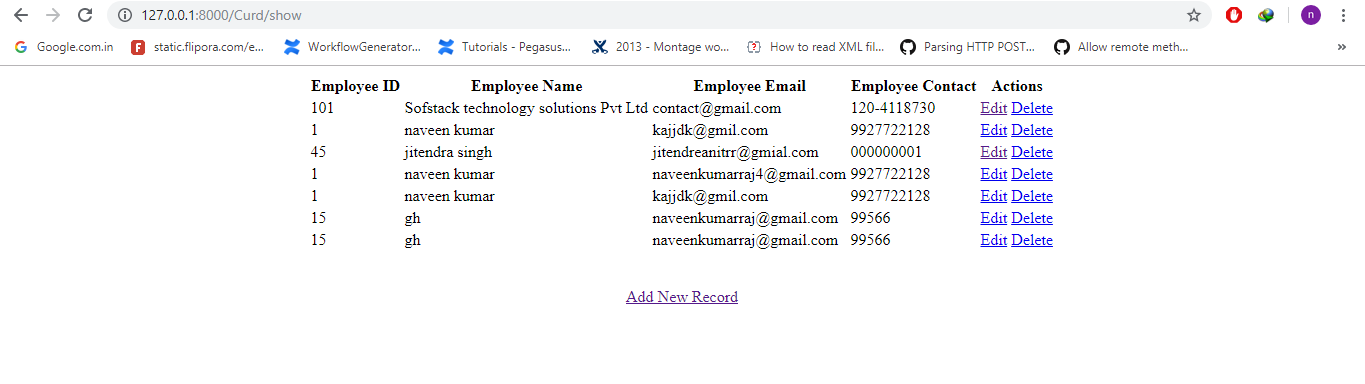 127.0.0.1:8000/Curd/show
n
Google.com.in static.flipora.com/e... WorkflowGenerator... Tutorials - Pegasus... 2013 - Montage wo... How to read XML fil... Parsing HTTP POST... Allow remote meth... »
Employee ID Employee Name Employee Email Employee Contact Actions
101 Sofstack technology solutions Pvt Ltd contact@gmail.com 120-4118730 Edit Delete
1 naveen kumar kajjdk@gmil.com 9927722128 Edit Delete
45 jitendra singh jitendreanitrr@gmial.com 000000001 Edit Delete
1 naveen kumar naveenkumarraj4@gmail.com 9927722128 Edit Delete
1 naveen kumar kajjdk@gmil.com 9927722128 Edit Delete
15 gh naveenkumarraj@gmail.com 99566 Edit Delete
15 gh naveenkumarraj@gmail.com 99566 Edit Delete
Add New Record